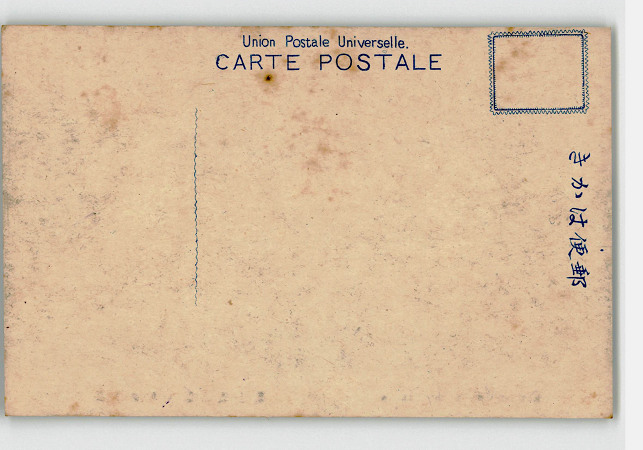 Union Postale Universelle.
CARTE POSTALE
きかは便郵